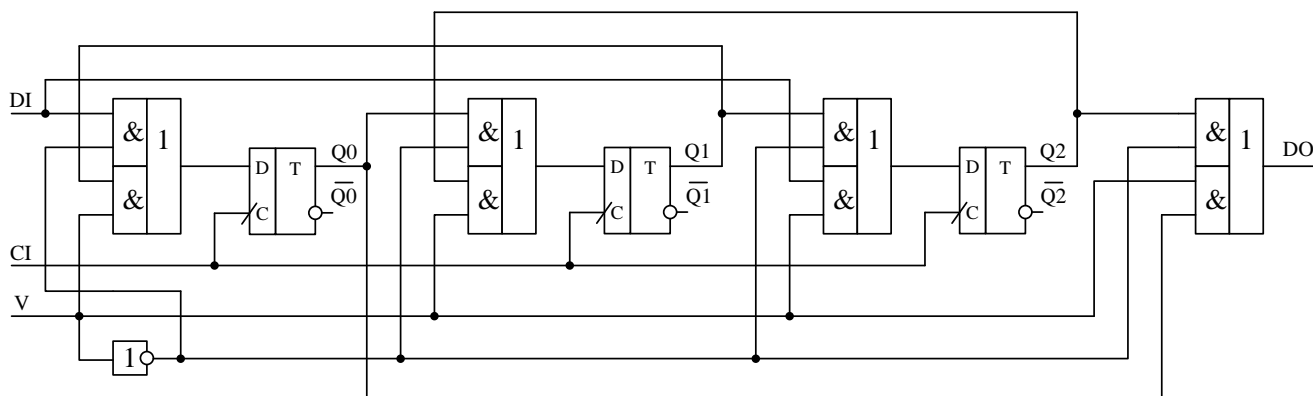 DI & 1 & 1 & 1 & 1
D T Q0 D T Q1 D T Q2 DO
& C Q̅0̅ & C Q̅1̅ & C Q̅2̅ &
CI
V
1